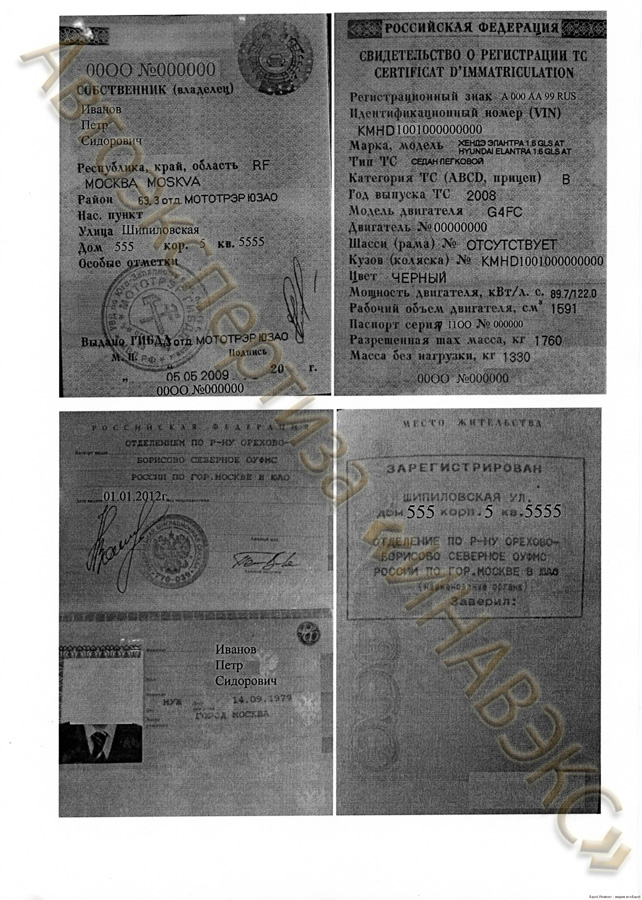 0000 №000000
СОБСТВЕННИК (владелец)
Иванов
Петр
Сидорович
Республика, край, область RF
МОСКВА MOSKVA
Район 63, 3 отд. МОТОТРЭР ЮЗАО
Нас. пункт
Улица Шипиловская
Дом 555 кор. 5 кв. 5555
Особые отметки
МОТОТРЭР ГИБДД
Выдано ГИБДД отд МОТОТРЭР ЮЗАО
М. П. Подпись
" 05 05 2009 20 г.
0000 №000000
РОССИЙСКАЯ ФЕДЕРАЦИЯ
СВИДЕТЕЛЬСТВО О РЕГИСТРАЦИИ ТС
CERTIFICAT D'IMMATRICULATION
Регистрационный знак А 000 АА 99 RUS
Идентификационный номер (VIN)
KMHD1001000000000
Марка, модель ХЕНДЭ ЭЛАНТРА 1.6 GLS AT
HYUNDAI ELANTRA 1.6 GLS AT
Тип ТС СЕДАН ЛЕГКОВОЙ
Категория ТС (ABCD, прицеп) B
Год выпуска ТС 2008
Модель двигателя G4FC
Двигатель №00000000
Шасси (рама) № ОТСУТСТВУЕТ
Кузов (коляска) № KMHD1001000000000
Цвет ЧЕРНЫЙ
Мощность двигателя, кВт/л. с. 89.7/122.0
Рабочий объем двигателя, см³ 1591
Паспорт серия 1100 № 000000
Разрешенная max масса, кг 1760
Масса без нагрузки, кг 1330
0000 №000000
РОССИЙСКАЯ ФЕДЕРАЦИЯ
ОТДЕЛЕНИЕМ ПО Р-НУ ОРЕХОВО-
БОРИСОВО СЕВЕРНОЕ ОУФМС
РОССИИ ПО ГОР.МОСКВЕ В ЮАО
01.01.2012г.
Иванов
Петр
Сидорович
МУЖ 14.09.1979
ГОРОД МОСКВА
МЕСТО ЖИТЕЛЬСТВА
ЗАРЕГИСТРИРОВАН
ШИПИЛОВСКАЯ УЛ.
дом 555 корп. 5 кв. 5555
ОТДЕЛЕНИЕ ПО Р-НУ ОРЕХОВО-
БОРИСОВО СЕВЕРНОЕ ОУФМС
РОССИИ ПО ГОР.МОСКВЕ В ЮАО
(наименование органа)
Заверил:
Автоэкспертиза ФИНАВЭКС